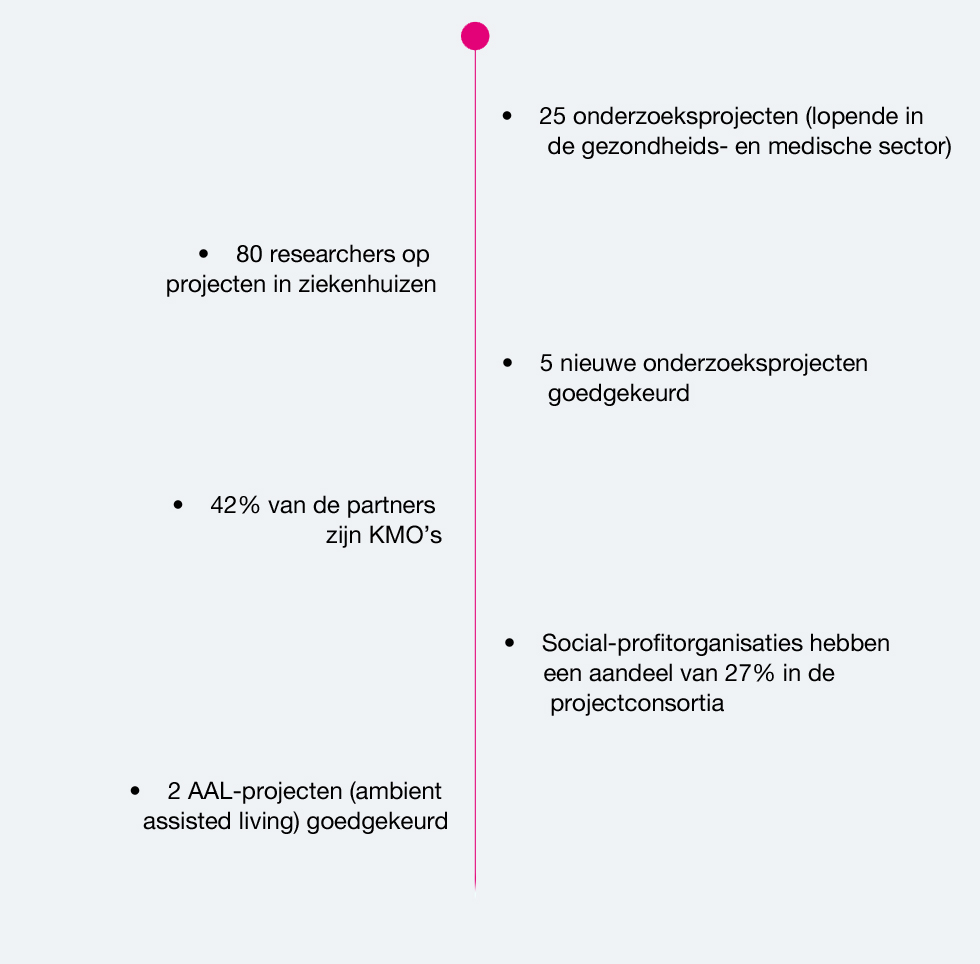 • 25 onderzoeksprojecten (lopende in
de gezondheids- en medische sector)
• 80 researchers op
projecten in ziekenhuizen
• 5 nieuwe onderzoeksprojecten
goedgekeurd
• 42% van de partners
zijn KMO’s
• Social-profitorganisaties hebben
een aandeel van 27% in de
projectconsortia
• 2 AAL-projecten (ambient
assisted living) goedgekeurd